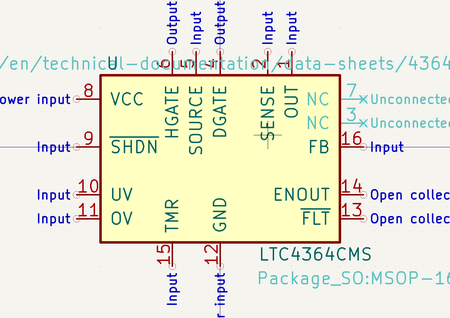 Output
Input
Output
Input
Input
/en/technical-documentation/data-sheets/4364
U
6
5
4
2
1
ower input
8
VCC
HGATE
SOURCE
DGATE
SENSE
OUT
NC
7
Unconnected
NC
3
Unconnected
Input
9
SHDN
FB
16
Input
Input
10
UV
ENOUT
14
Open collec
Input
11
OV
FLT
13
Open collec
TMR
GND
15
12
LTC4364CMS
Package_SO:MSOP-16
Input
r input